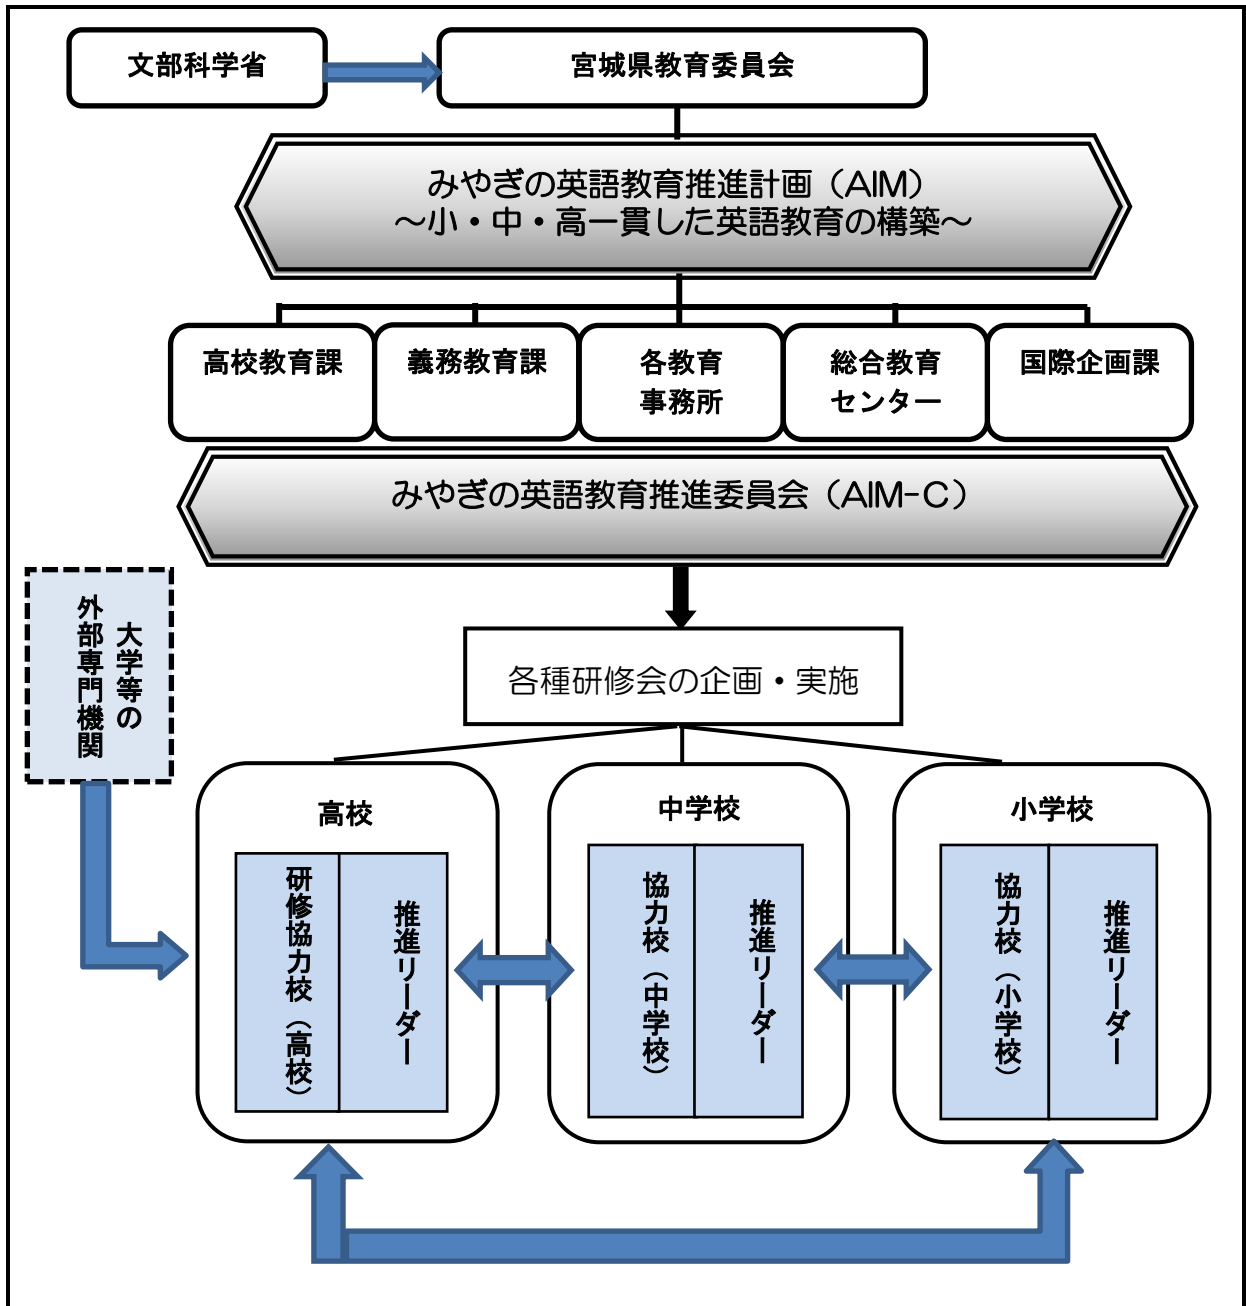 文部科学省
宮城県教育委員会
みやぎの英語教育推進計画（AIM）
～小・中・高一貫した英語教育の構築～
高校教育課
義務教育課
各教育
事務所
総合教育
センター
国際企画課
みやぎの英語教育推進委員会（AIM-C）
大学等の
外部専門機関
各種研修会の企画・実施
高校
研修協力校（高校）
推進リーダー
中学校
協力校（中学校）
推進リーダー
小学校
協力校（小学校）
推進リーダー